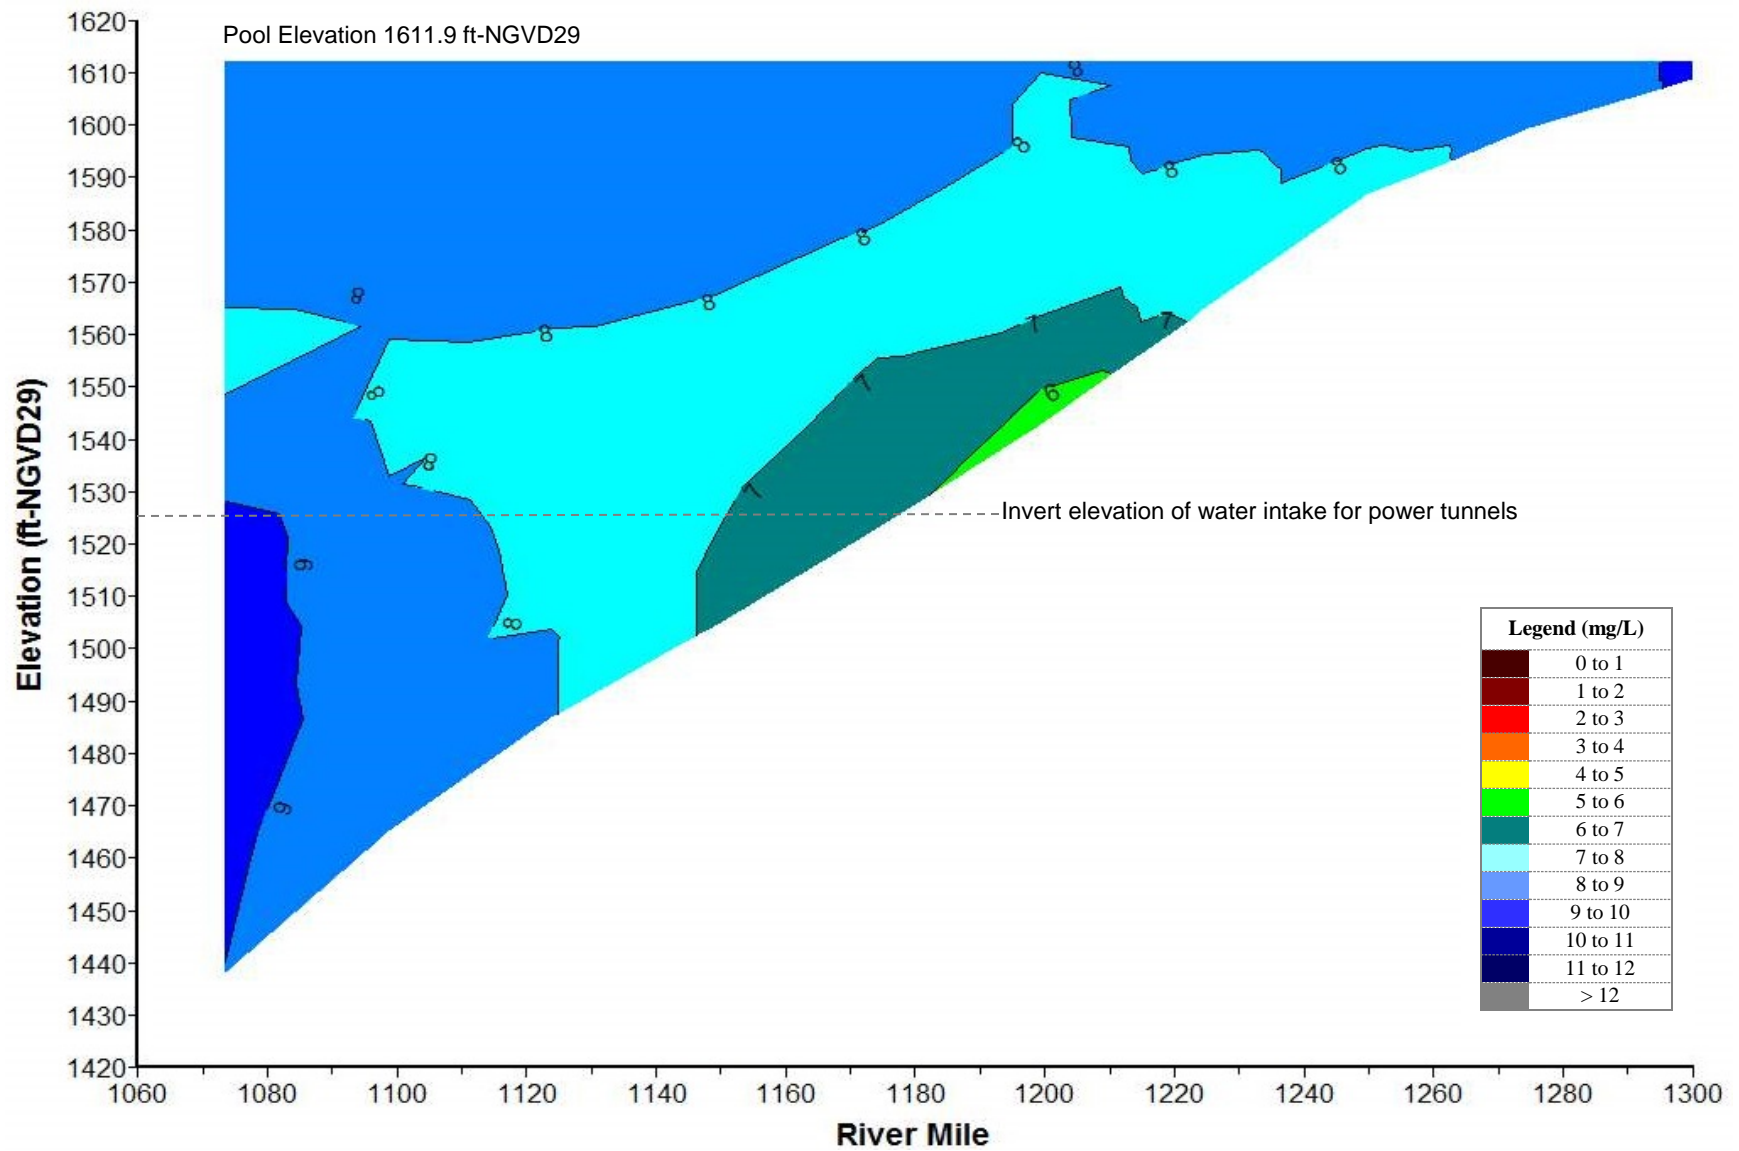 Pool Elevation 1611.9 ft-NGVD29
1620
1610
1600
1590
1580
1570
1560
1550
1540
1530
1520
1510
1500
1490
1480
1470
1460
1450
1440
1430
1420
Elevation (ft-NGVD29)
8
8
8
8
8
8
8
8
8
8
8
8
7
7
7
7
6
9
9
Invert elevation of water intake for power tunnels
Legend (mg/L)
0 to 1
1 to 2
2 to 3
3 to 4
4 to 5
5 to 6
6 to 7
7 to 8
8 to 9
9 to 10
10 to 11
11 to 12
> 12
1060 1080 1100 1120 1140 1160 1180 1200 1220 1240 1260 1280 1300
River Mile